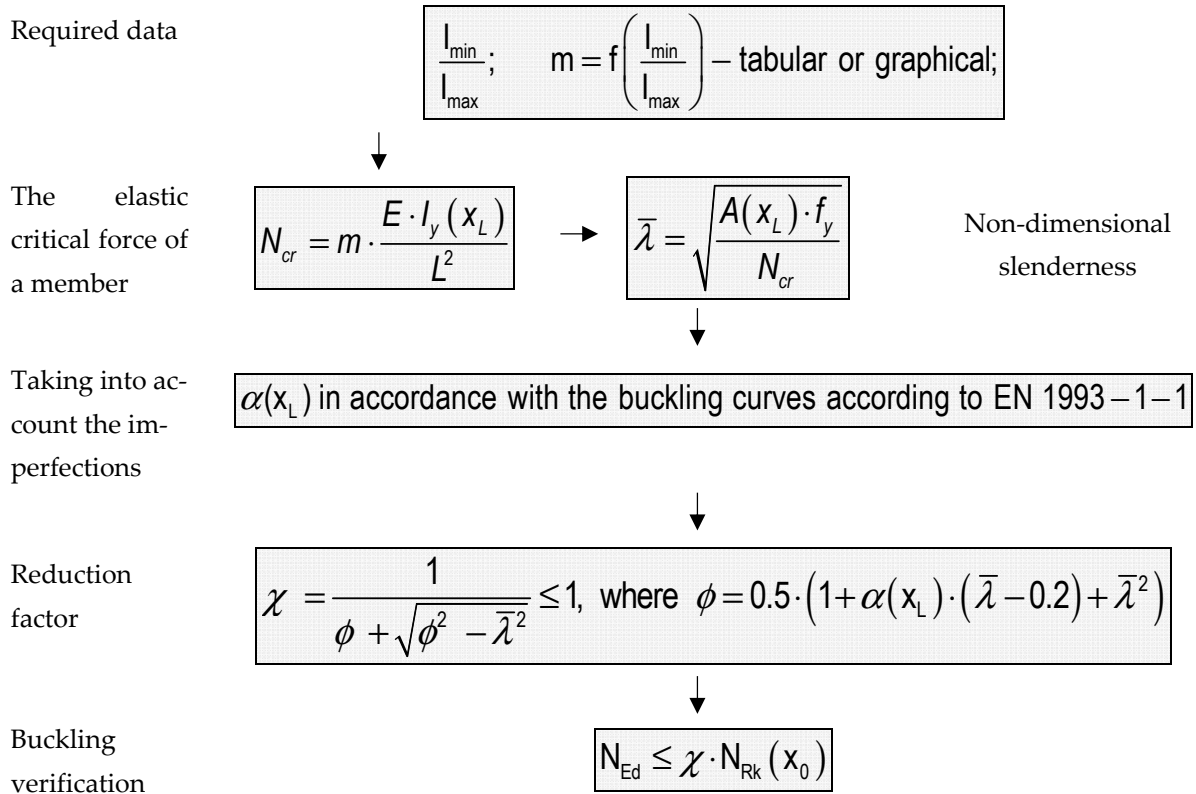 Required data
I_min / I_max ; m = f( I_min / I_max ) – tabular or graphical;
The elastic
critical force of
a member
N_cr = m · E · I_y (x_L) / L²
λ̄ = √( A(x_L) · f_y / N_cr )
Non-dimensional
slenderness
Taking into ac-
count the im-
perfections
α(x_L) in accordance with the buckling curves according to EN 1993–1–1
Reduction
factor
χ = 1 / ( ϕ + √(ϕ² – λ̄²) ) ≤ 1, where ϕ = 0.5 · (1 + α(x_L) · (λ̄ – 0.2) + λ̄²)
Buckling
verification
N_Ed ≤ χ · N_Rk (x_0)